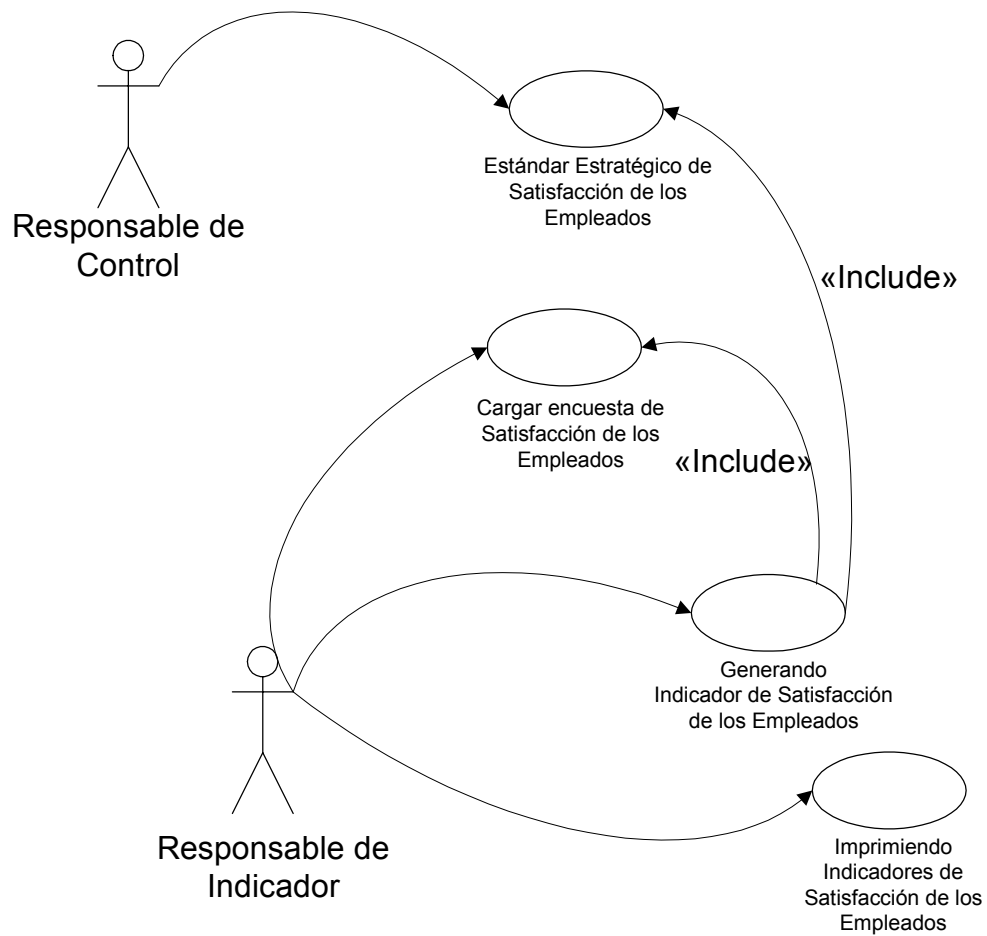 Estándar Estratégico de
Satisfacción de los
Empleados
Responsable de
Control
«Include»
Cargar encuesta de
Satisfacción de los
Empleados
«Include»
Generando
Indicador de Satisfacción
de los Empleados
Responsable de
Indicador
Imprimiendo
Indicadores de
Satisfacción de los
Empleados